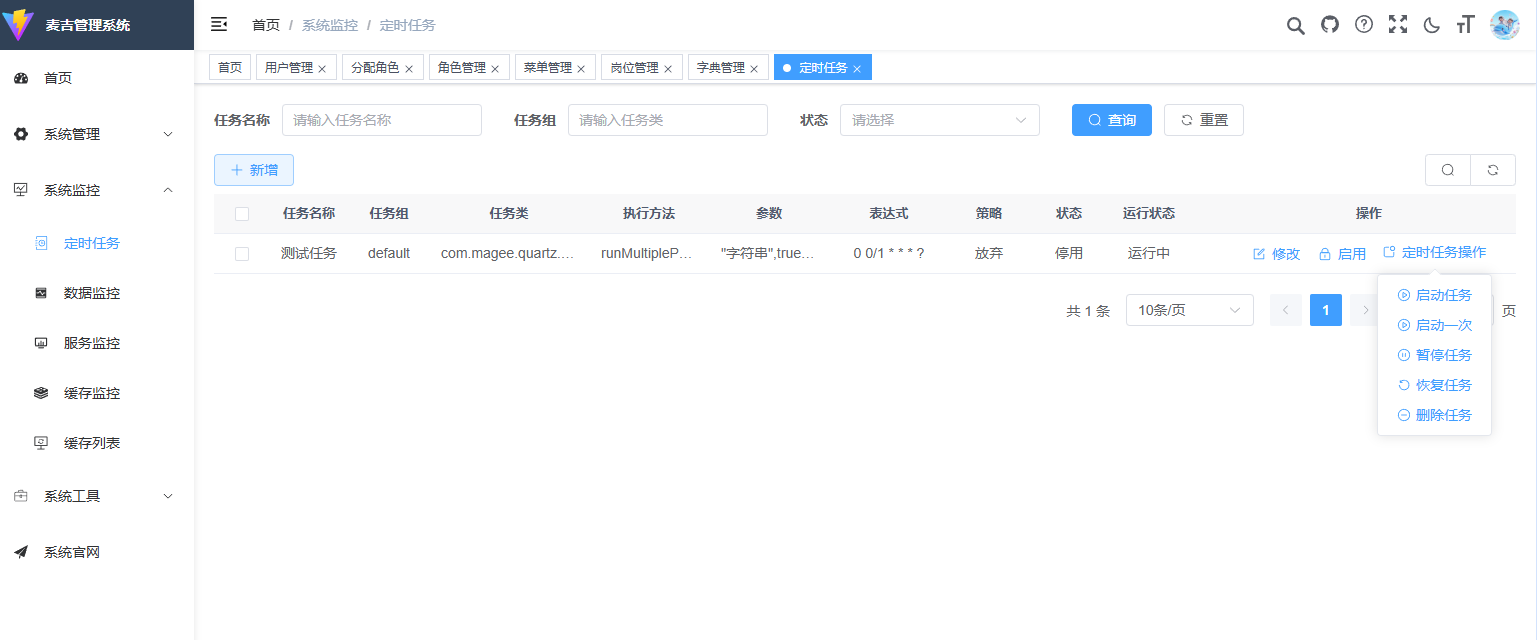 麦吉管理系统
首页 / 系统监控 / 定时任务
首页
系统管理
系统监控
定时任务
数据监控
服务监控
缓存监控
缓存列表
系统工具
系统官网
首页 用户管理 分配角色 角色管理 菜单管理 岗位管理 字典管理 定时任务
任务名称 请输入任务名称 任务组 请输入任务类 状态 请选择 查询 重置
新增
任务名称 任务组 任务类 执行方法 参数 表达式 策略 状态 运行状态 操作
测试任务 default com.magee.quartz.... runMultipleP... "字符串",true... 0 0/1 * * * ? 放弃 停用 运行中 修改 启用 定时任务操作
共 1 条 10条/页 1 页
启动任务
启动一次
暂停任务
恢复任务
删除任务